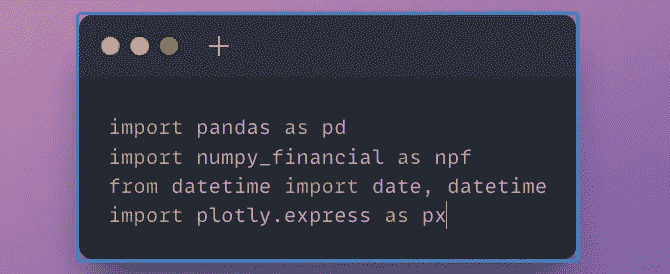 import pandas as pd
import numpy_financial as npf
from datetime import date, datetime
import plotly.express as px